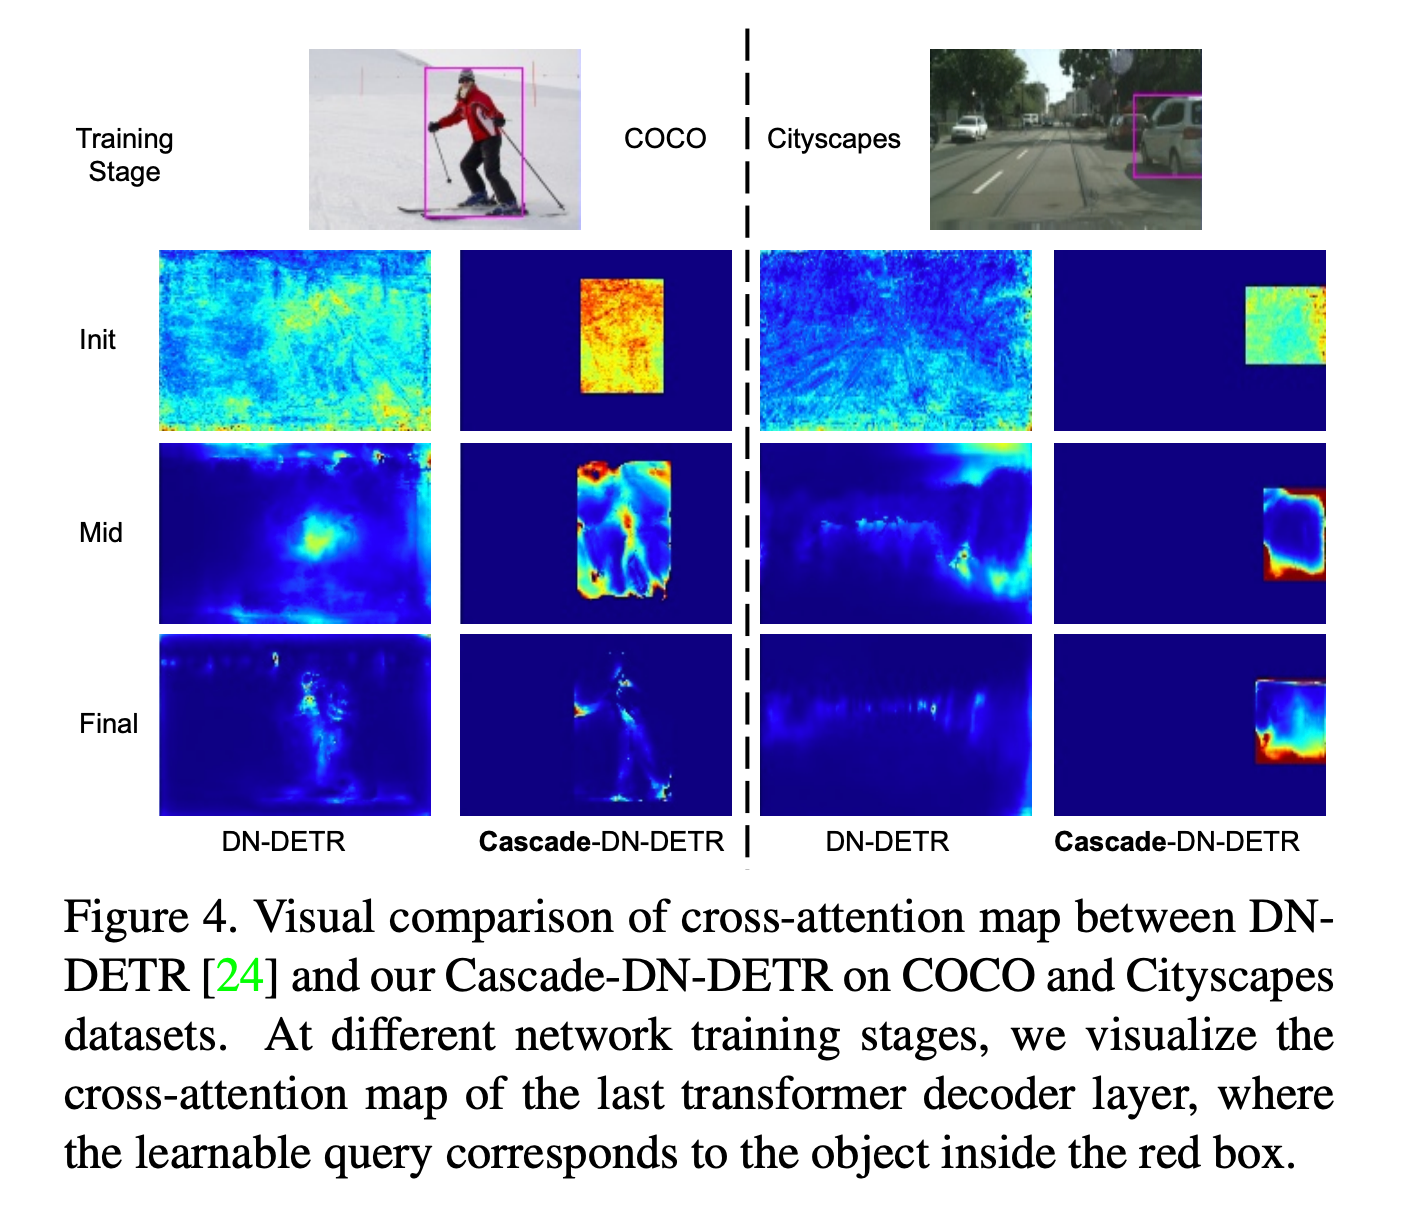 Training
Stage
COCO
Cityscapes
Init
Mid
Final
DN-DETR
Cascade-DN-DETR
DN-DETR
Cascade-DN-DETR
Figure 4. Visual comparison of cross-attention map between DN-
DETR [24] and our Cascade-DN-DETR on COCO and Cityscapes
datasets. At different network training stages, we visualize the
cross-attention map of the last transformer decoder layer, where
the learnable query corresponds to the object inside the red box.